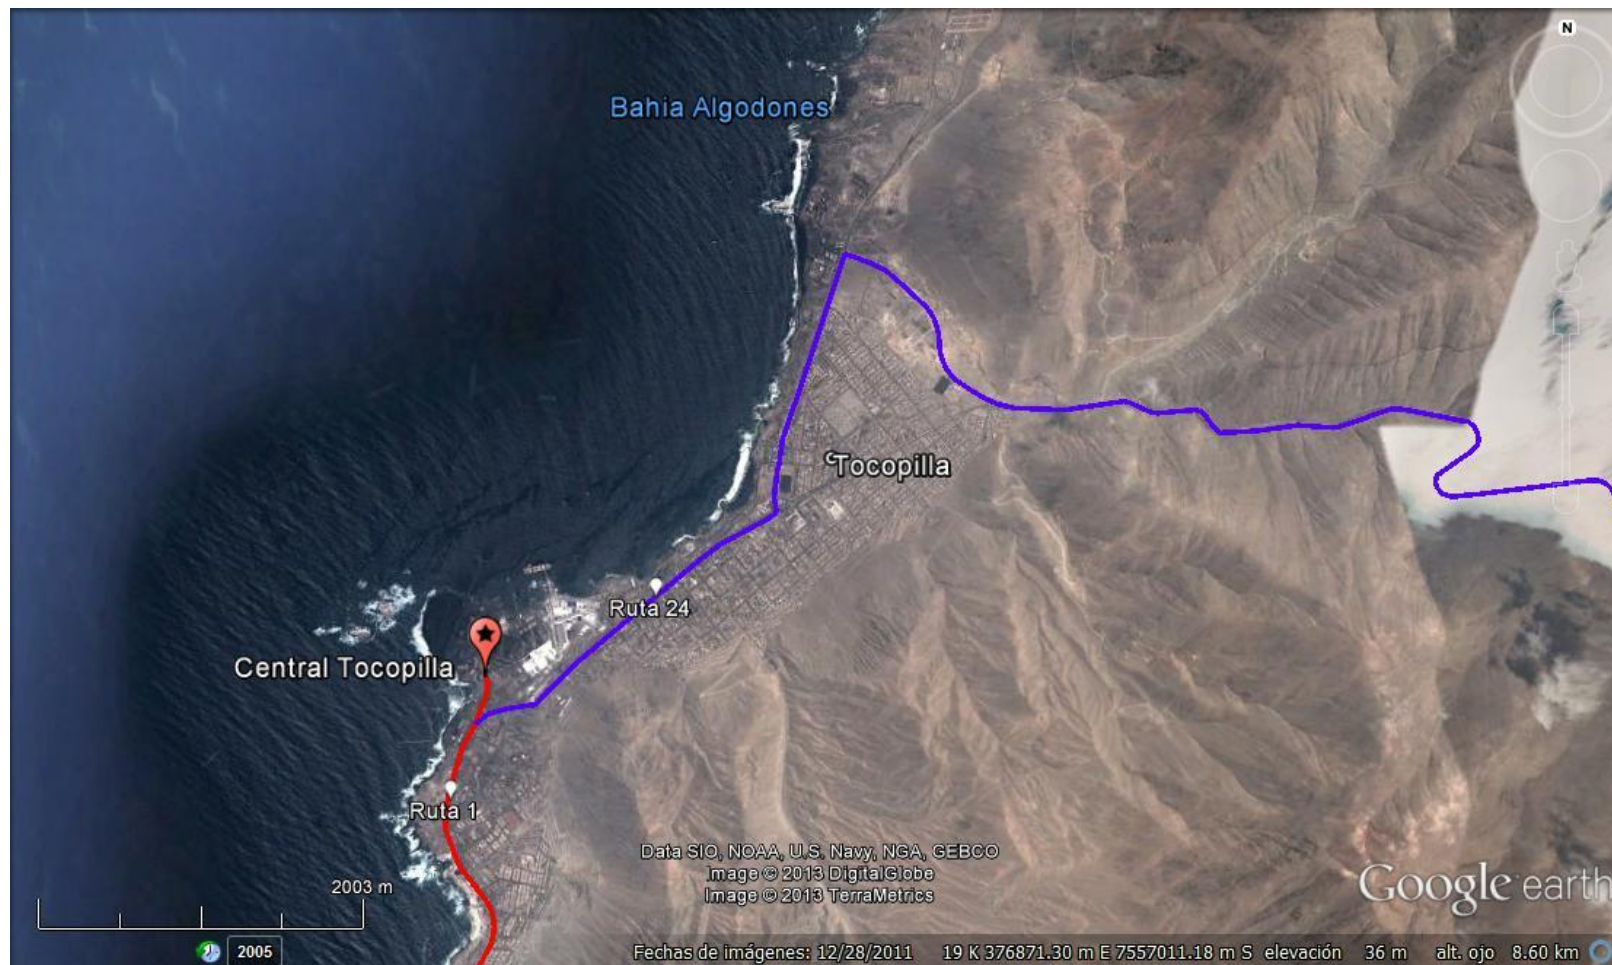 N
Bahia Algodones
Tocopilla
Ruta 24
Central Tocopilla
Ruta 1
Data SIO, NOAA, U.S. Navy, NGA, GEBCO
Image © 2013 DigitalGlobe
Image © 2013 TerraMetrics
2003 m
Google earth
2005
Fechas de imágenes: 12/28/2011 19 K 376871.30 m E 7557011.18 m S elevación 36 m alt. ojo 8.60 km